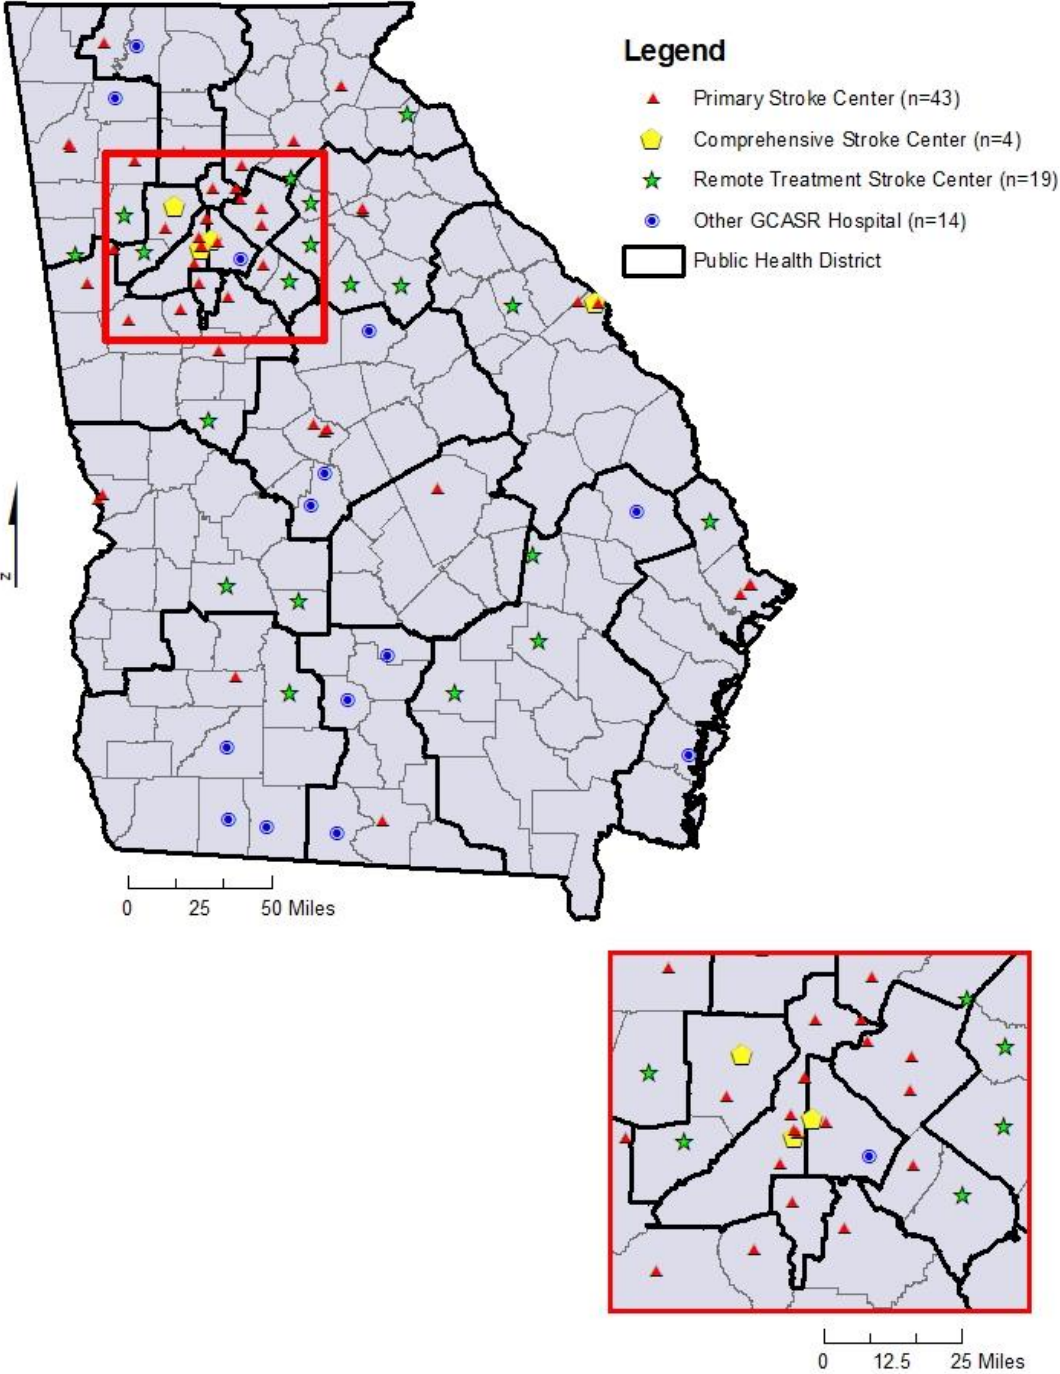 Legend
Primary Stroke Center (n=43)
Comprehensive Stroke Center (n=4)
Remote Treatment Stroke Center (n=19)
Other GCASR Hospital (n=14)
Public Health District
N
0 25 50 Miles
0 12.5 25 Miles